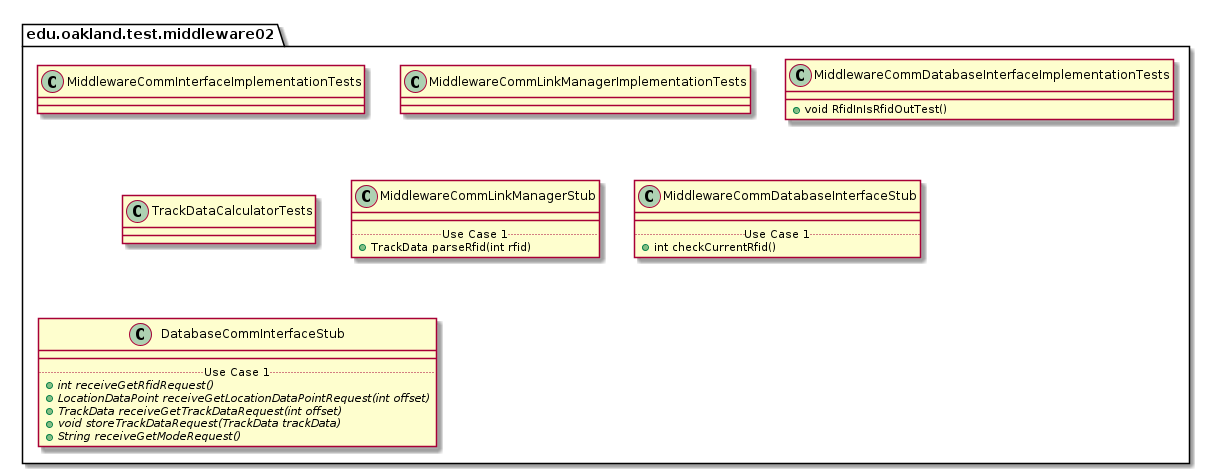 edu.oakland.test.middleware02
C MiddlewareCommInterfaceImplementationTests
C MiddlewareCommLinkManagerImplementationTests
C MiddlewareCommDatabaseInterfaceImplementationTests
void RfidInIsRfidOutTest()
C TrackDataCalculatorTests
C MiddlewareCommLinkManagerStub
Use Case 1
TrackData parseRfid(int rfid)
C MiddlewareCommDatabaseInterfaceStub
Use Case 1
int checkCurrentRfid()
C DatabaseCommInterfaceStub
Use Case 1
int receiveGetRfidRequest()
LocationDataPoint receiveGetLocationDataPointRequest(int offset)
TrackData receiveGetTrackDataRequest(int offset)
void storeTrackDataRequest(TrackData trackData)
String receiveGetModeRequest()